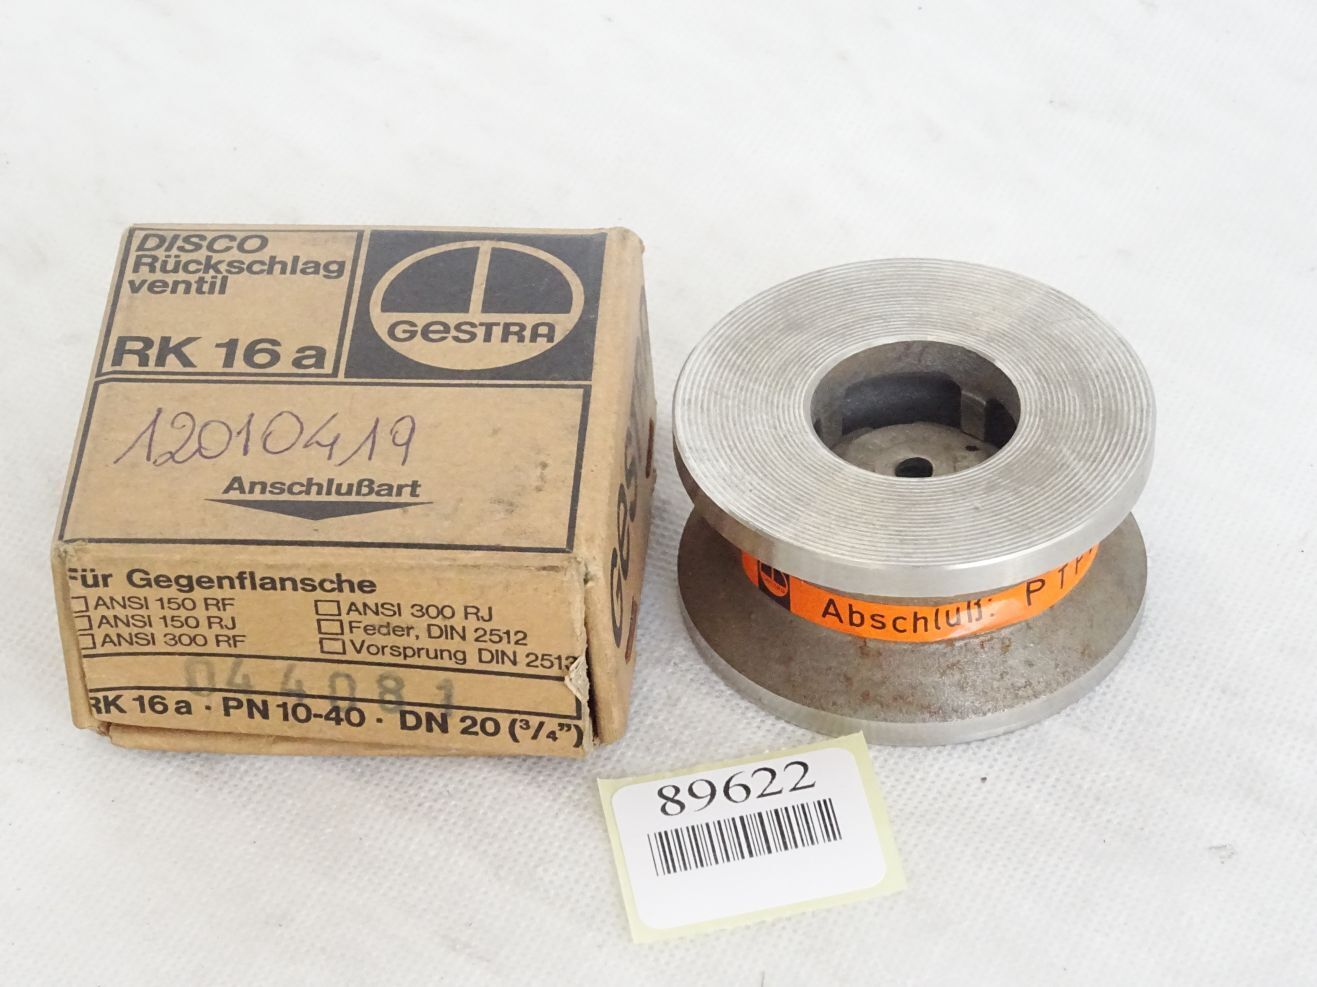 DISCO
Rückschlag
ventil
RK 16 a
GESTRA
12010419
Anschlußart
Für Gegenflansche
ANSI 150 RF
ANSI 150 RJ
ANSI 300 RF
ANSI 300 RJ
Feder, DIN 2512
Vorsprung DIN 2513
044081
RK 16 a · PN 10-40 · DN 20 (3/4")
Abschluß:
89622